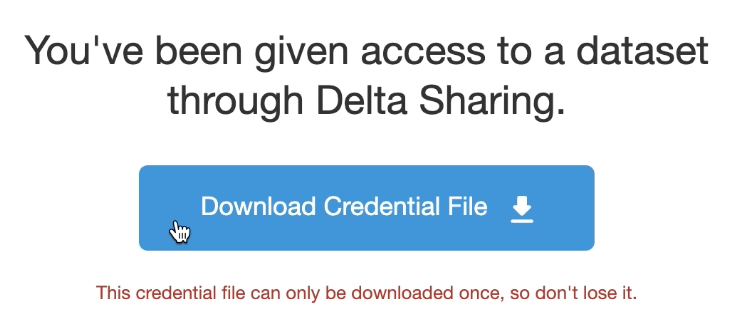 You've been given access to a dataset
through Delta Sharing.
Download Credential File
This credential file can only be downloaded once, so don't lose it.